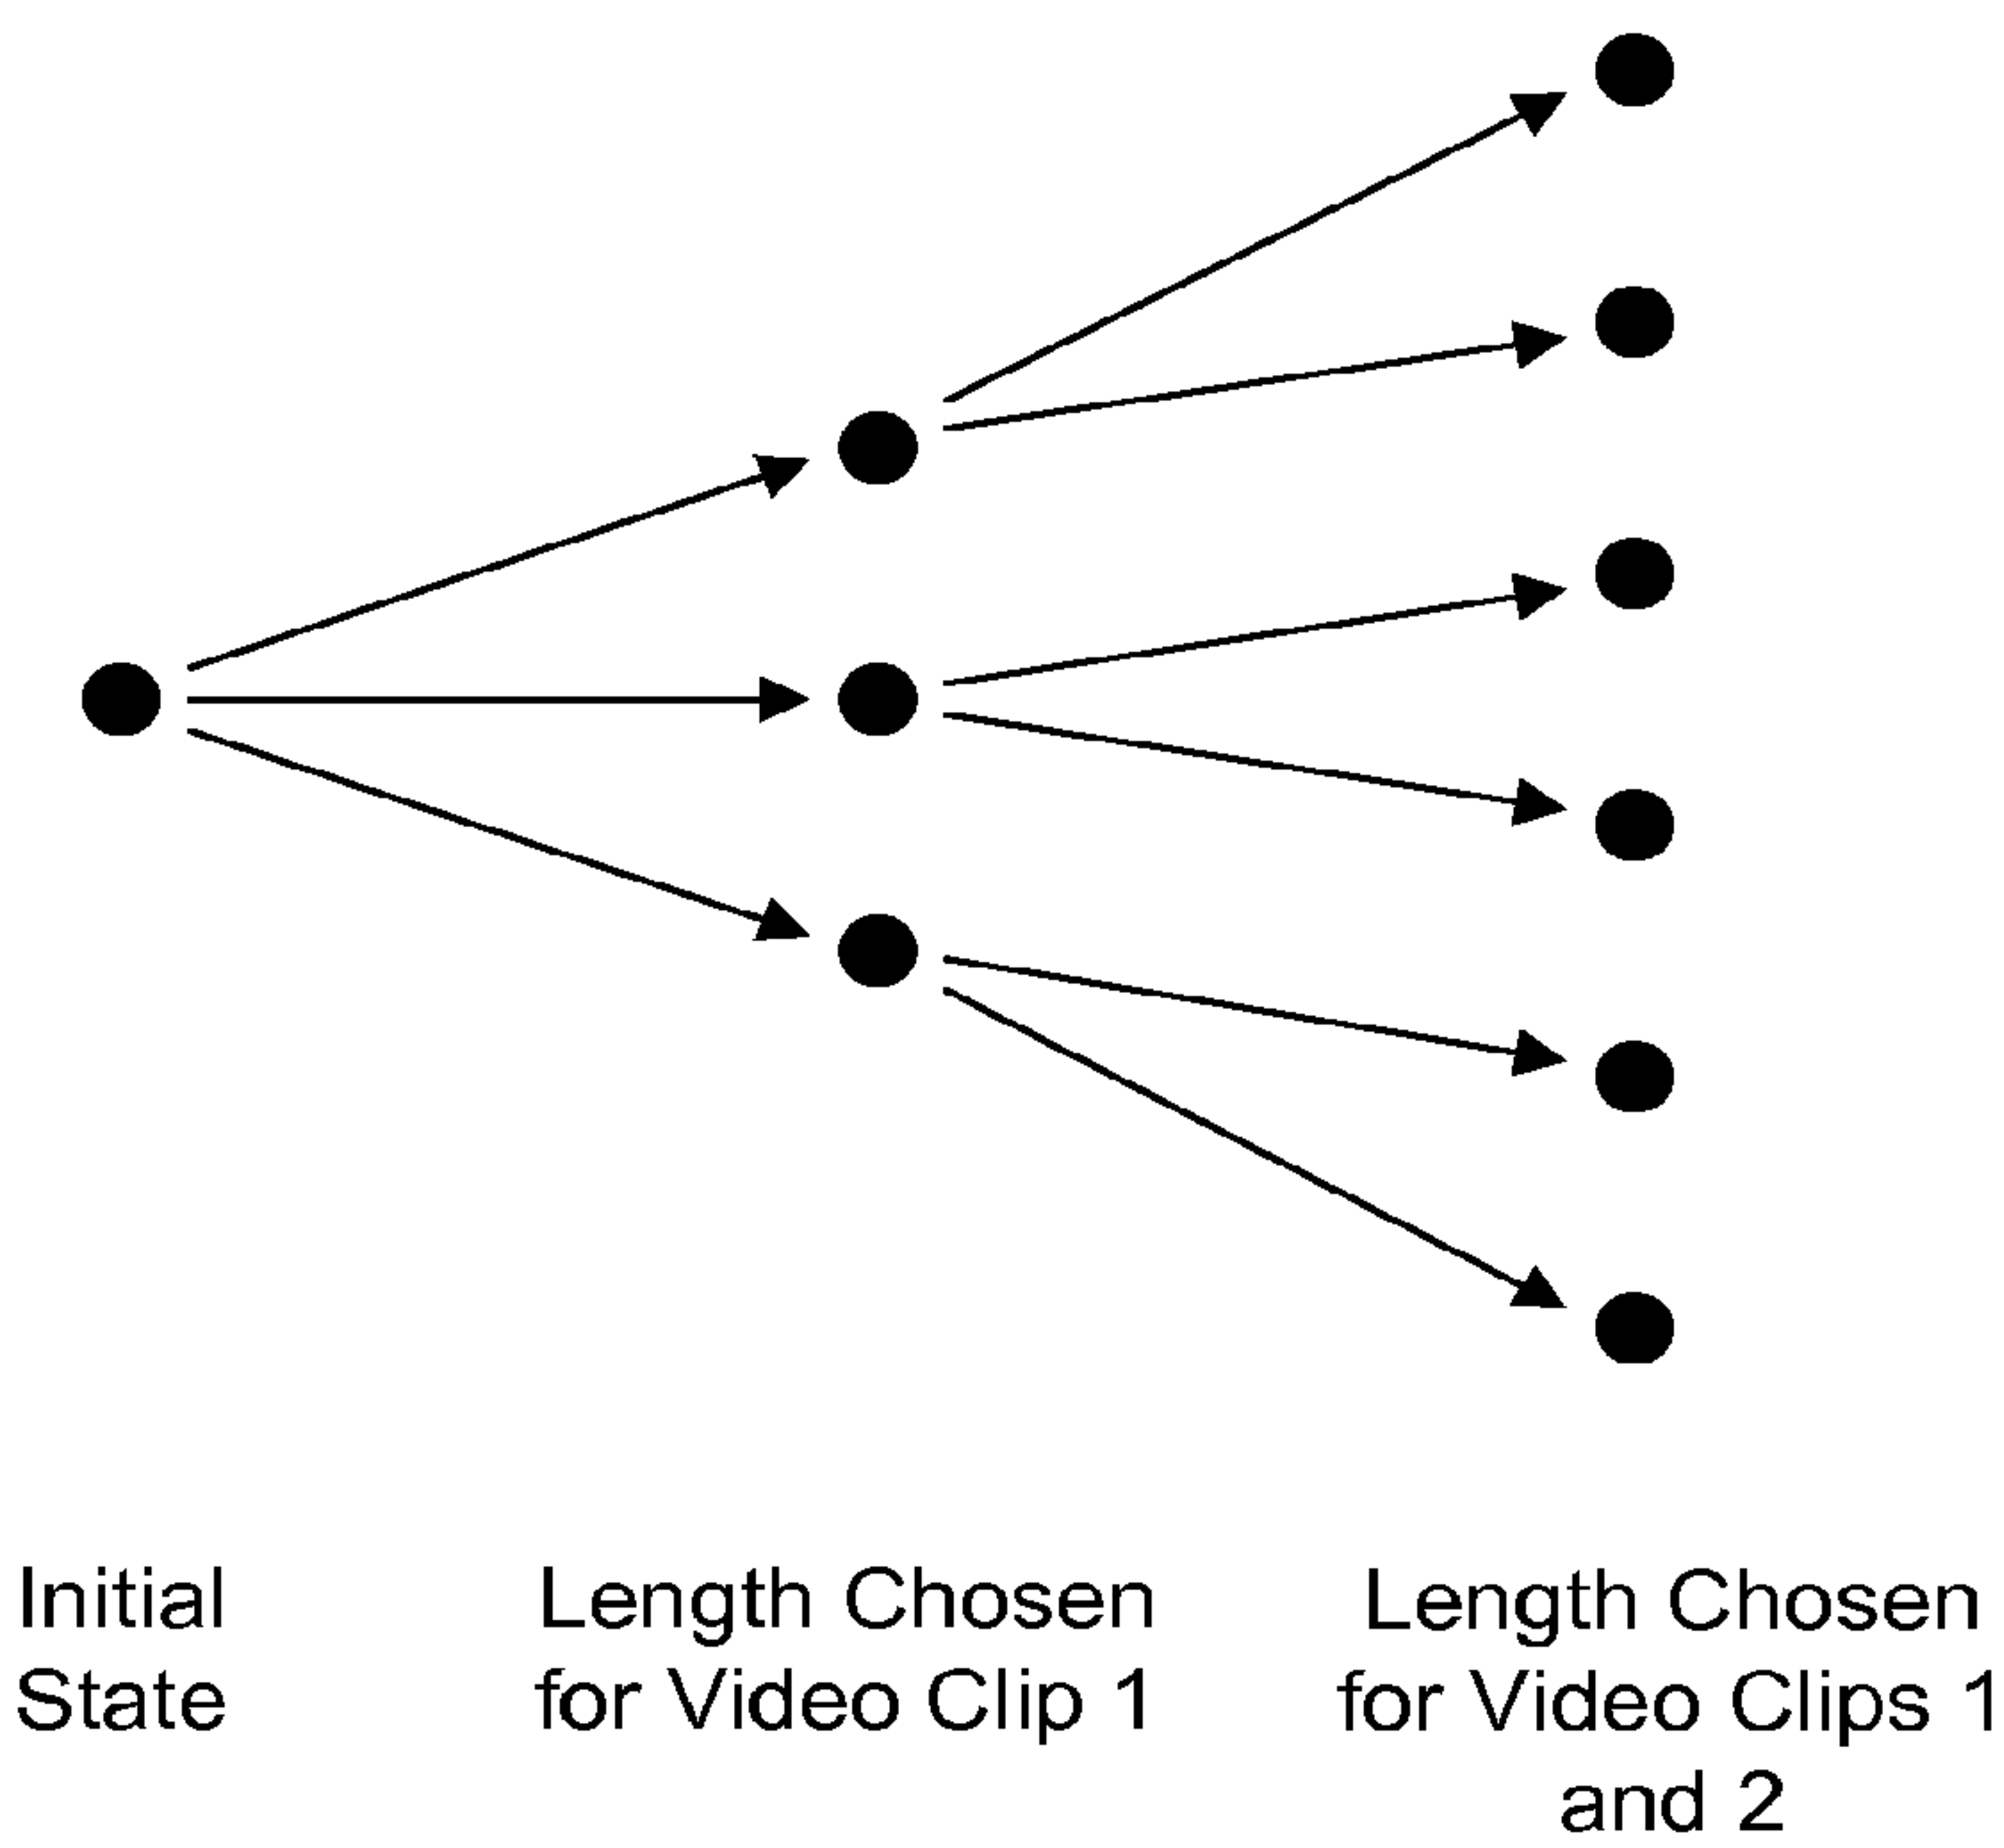 Initial
State
Length Chosen
for Video Clip 1
Length Chosen
for Video Clips 1
and 2